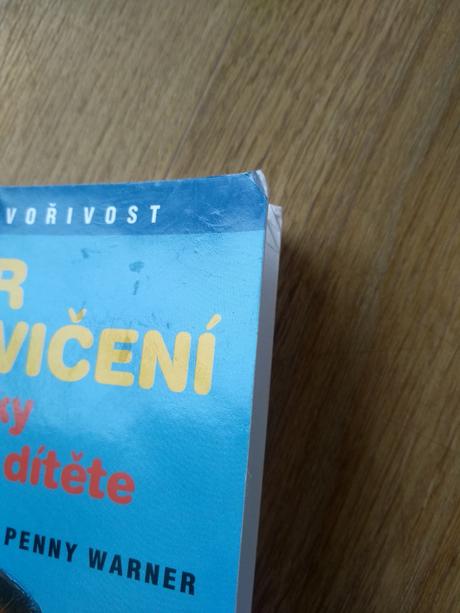 VOŘIVOST
R
VIČENÍ
ky
dítěte
PENNY WARNER